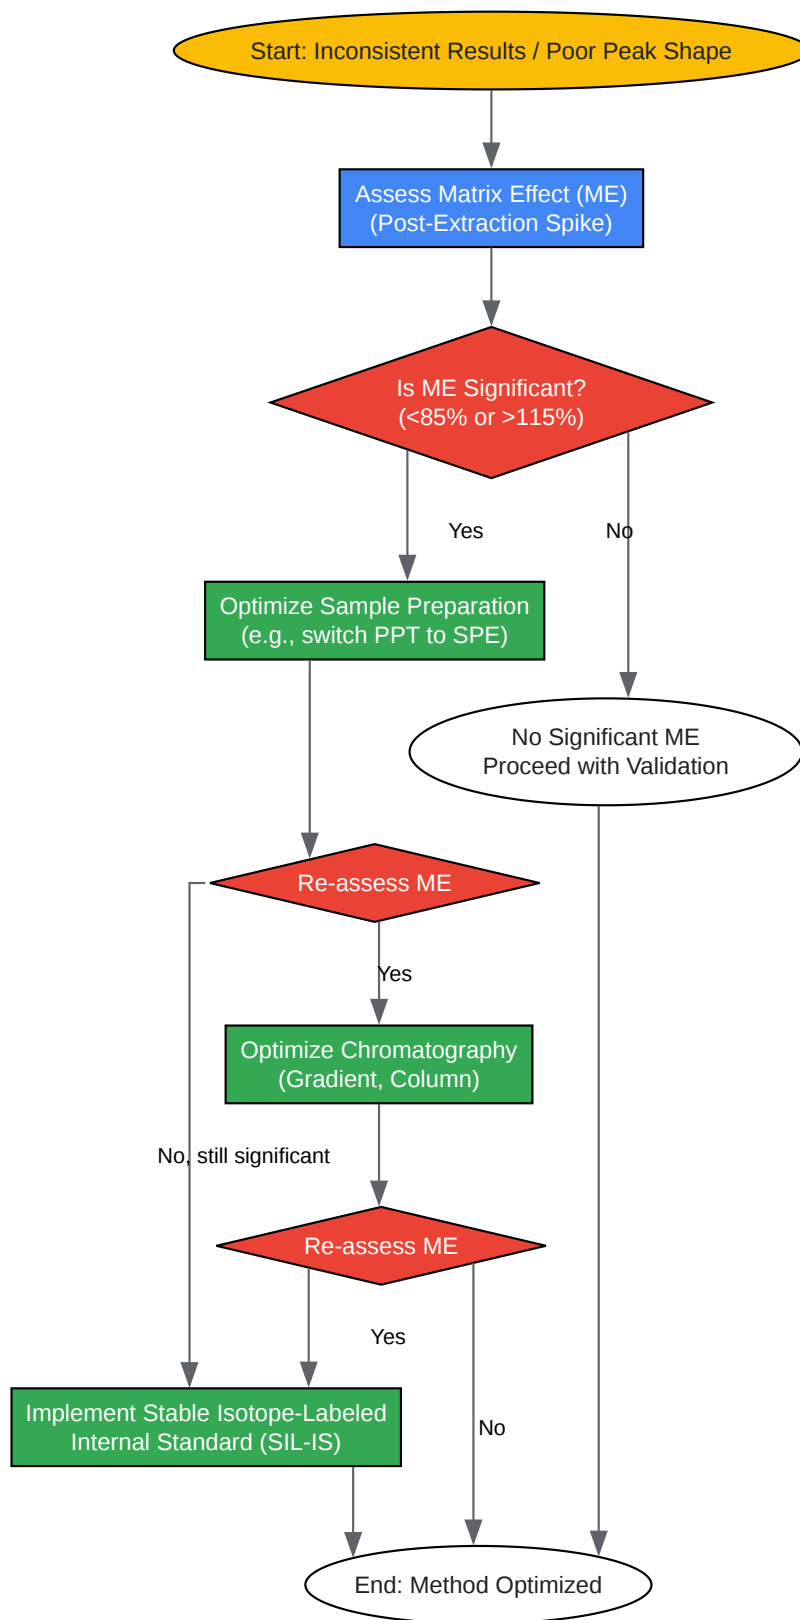 Start: Inconsistent Results / Poor Peak Shape
Assess Matrix Effect (ME)
(Post-Extraction Spike)
Is ME Significant?
(<85% or >115%)
Yes
No
Optimize Sample Preparation
(e.g., switch PPT to SPE)
No Significant ME
Proceed with Validation
Re-assess ME
Yes
Optimize Chromatography
(Gradient, Column)
No, still significant
Re-assess ME
Yes
Implement Stable Isotope-Labeled
Internal Standard (SIL-IS)
No
End: Method Optimized